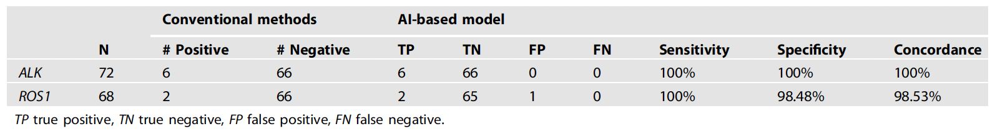 Conventional methods AI-based model
N # Positive # Negative TP TN FP FN Sensitivity Specificity Concordance
ALK 72 6 66 6 66 0 0 100% 100% 100%
ROS1 68 2 66 2 65 1 0 100% 98.48% 98.53%
TP true positive, TN true negative, FP false positive, FN false negative.